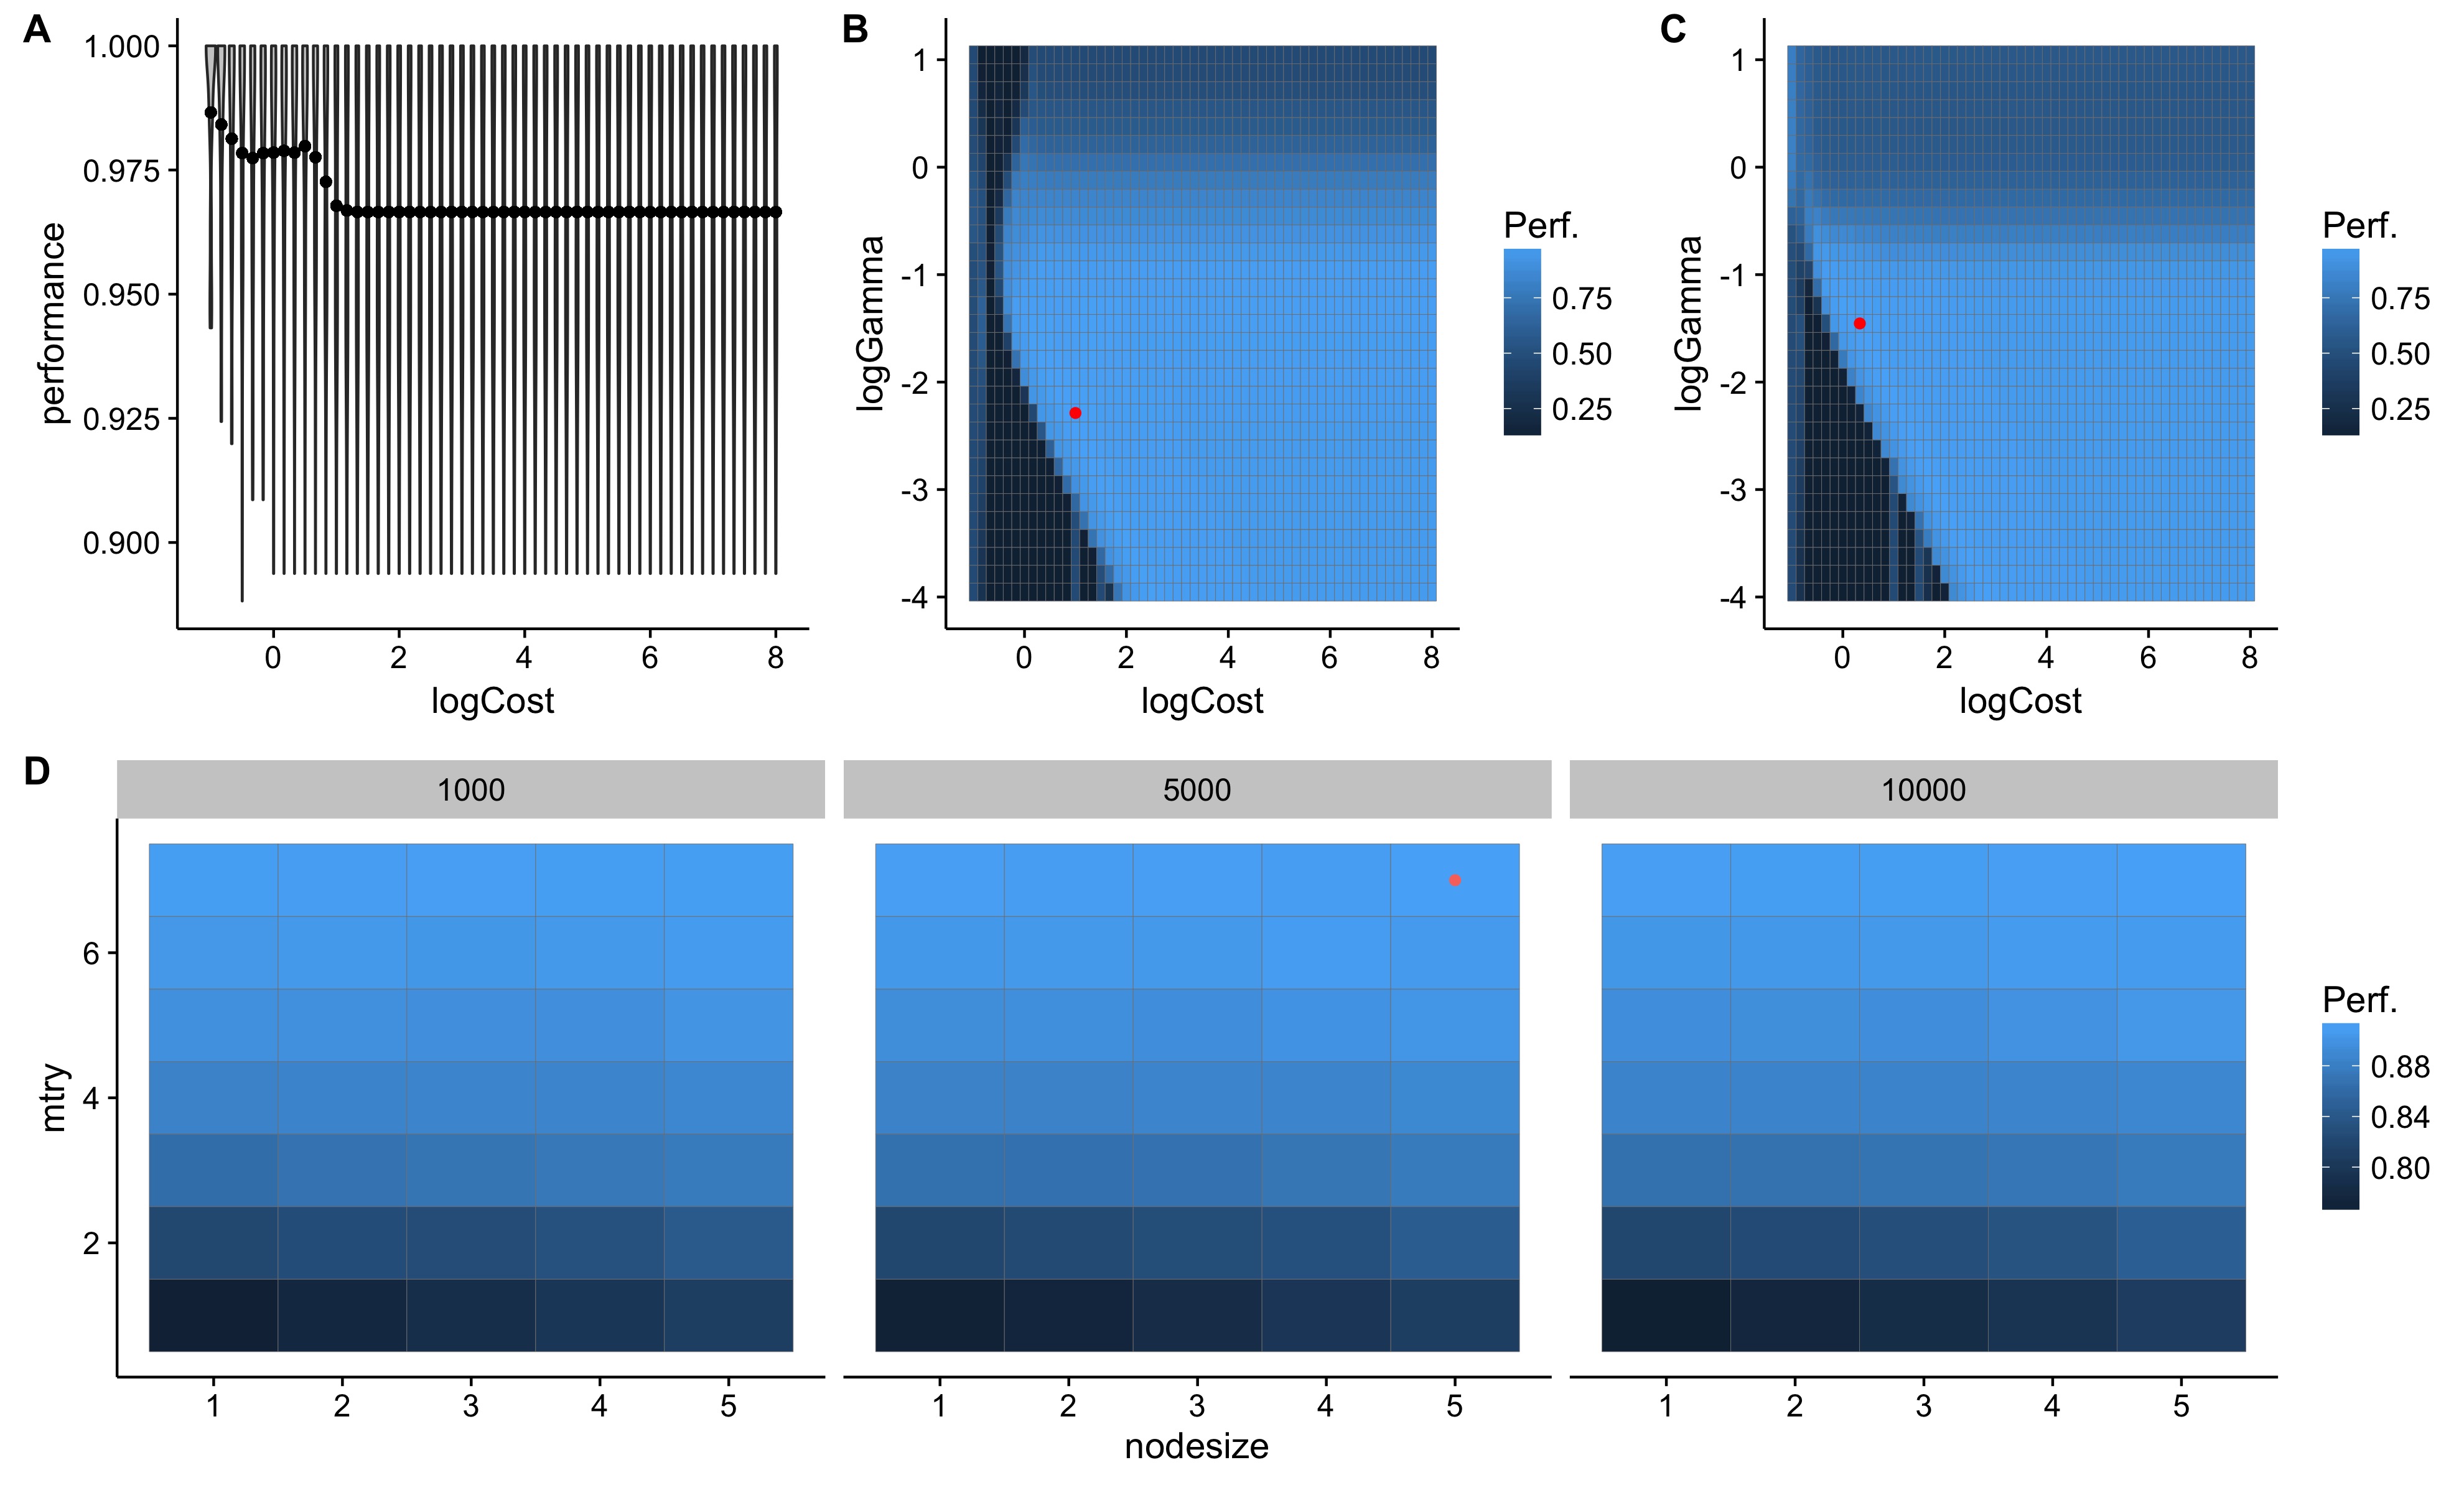 A
1.000
0.975
0.950
0.925
0.900
performance
0 2 4 6 8
logCost
B
1
0
-1
-2
-3
-4
logGamma
0 2 4 6 8
logCost
Perf.
0.75
0.50
0.25
C
1
0
-1
-2
-3
-4
logGamma
0 2 4 6 8
logCost
Perf.
0.75
0.50
0.25
D
1000 5000 10000
6
4
2
mtry
1 2 3 4 5 1 2 3 4 5 1 2 3 4 5
nodesize
Perf.
0.88
0.84
0.80